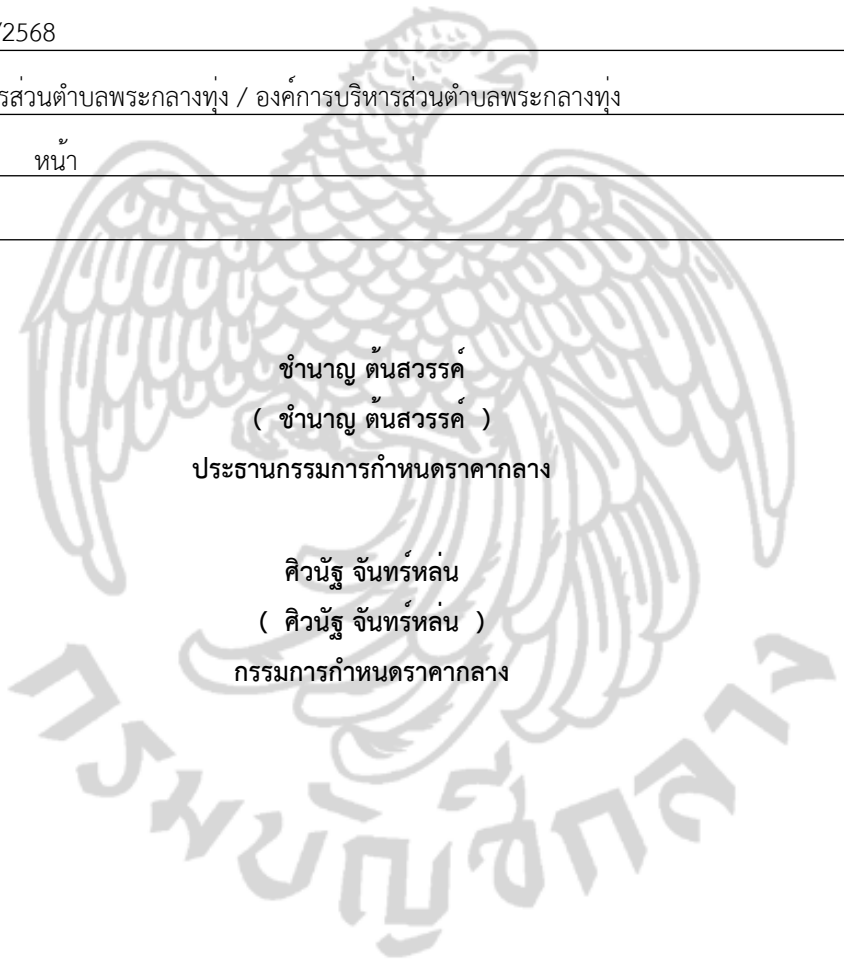 /2568
รส่วนตำบลพระกลางทุ่ง / องค์การบริหารส่วนตำบลพระกลางทุ่ง
หน้า
ชำนาญ ต้นสวรรค์
( ชำนาญ ต้นสวรรค์ )
ประธานกรรมการกำหนดราคากลาง
ศิวนัฐ จันทร์หล่น
( ศิวนัฐ จันทร์หล่น )
กรรมการกำหนดราคากลาง
กรมบัญชีกลาง